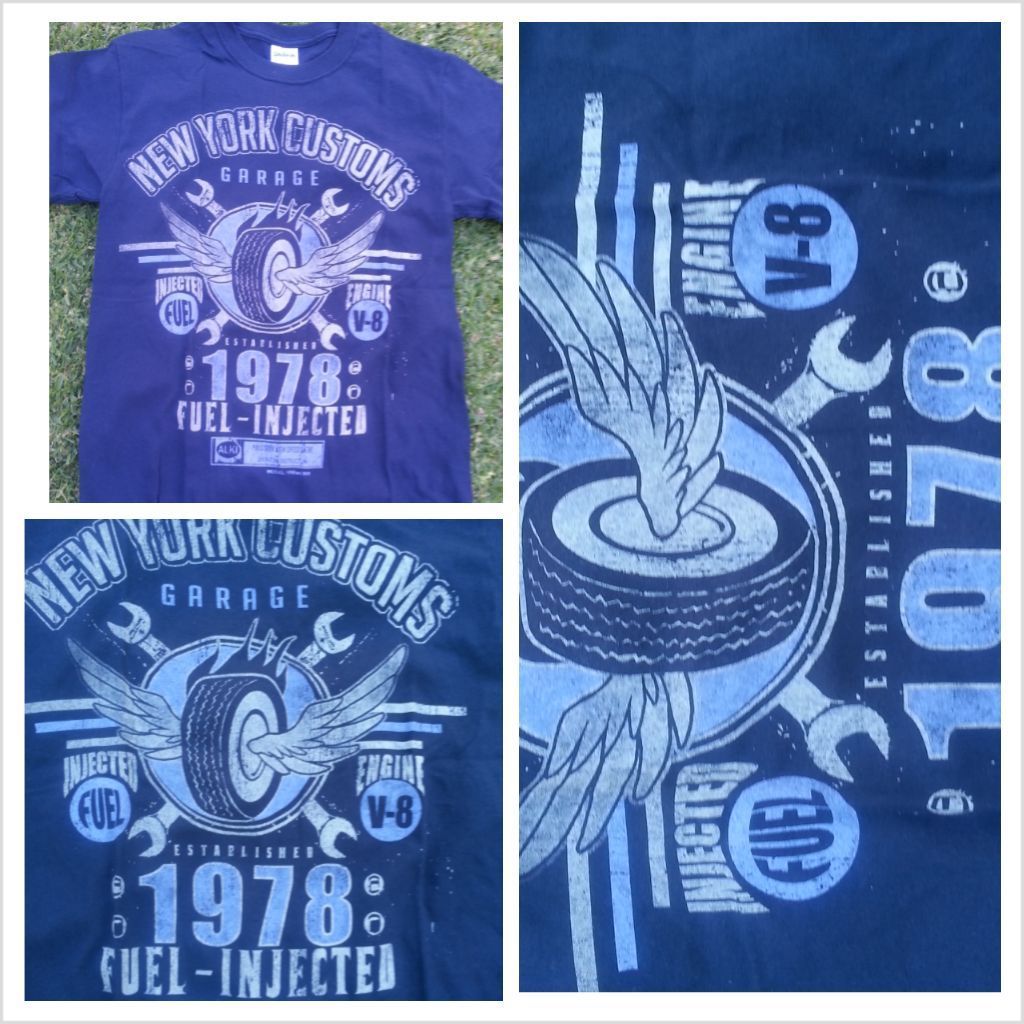 NEW YORK CUSTOMS
GARAGE
INJECTED
FUEL
ENGINE
V-8
ESTABLISHED
1978
FUEL-INJECTED
ALKI
NEW YORK CUSTOMS
GARAGE
INJECTED
FUEL
ENGINE
V-8
ESTABLISHED
1978
FUEL-INJECTED
ENGINE
V-8
ESTABLISHED
1978
INJECTED
FUEL